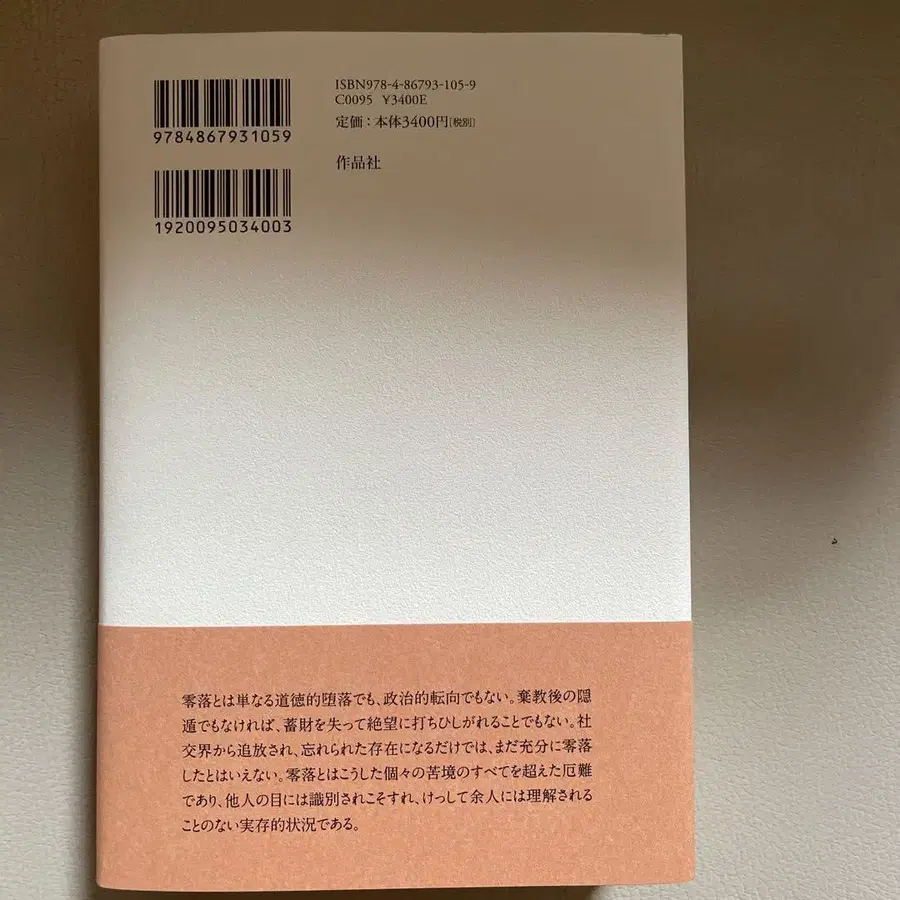 9784867931059
1920095034003
ISBN978-4-86793-105-9
C0095 ¥3400E
定価：本体3400円[税別]
作品社
零落とは単なる道徳的堕落でも、政治的転向でもない。棄教後の隠
遁でもなければ、蓄財を失って絶望に打ちひしがれることでもない。社
交界から追放され、忘れられた存在になるだけでは、まだ充分に零落
したとはいえない。零落とはこうした個々の苦境のすべてを超えた厄難
であり、他人の目には識別されこそすれ、けっして余人には理解される
ことのない実存的状況である。